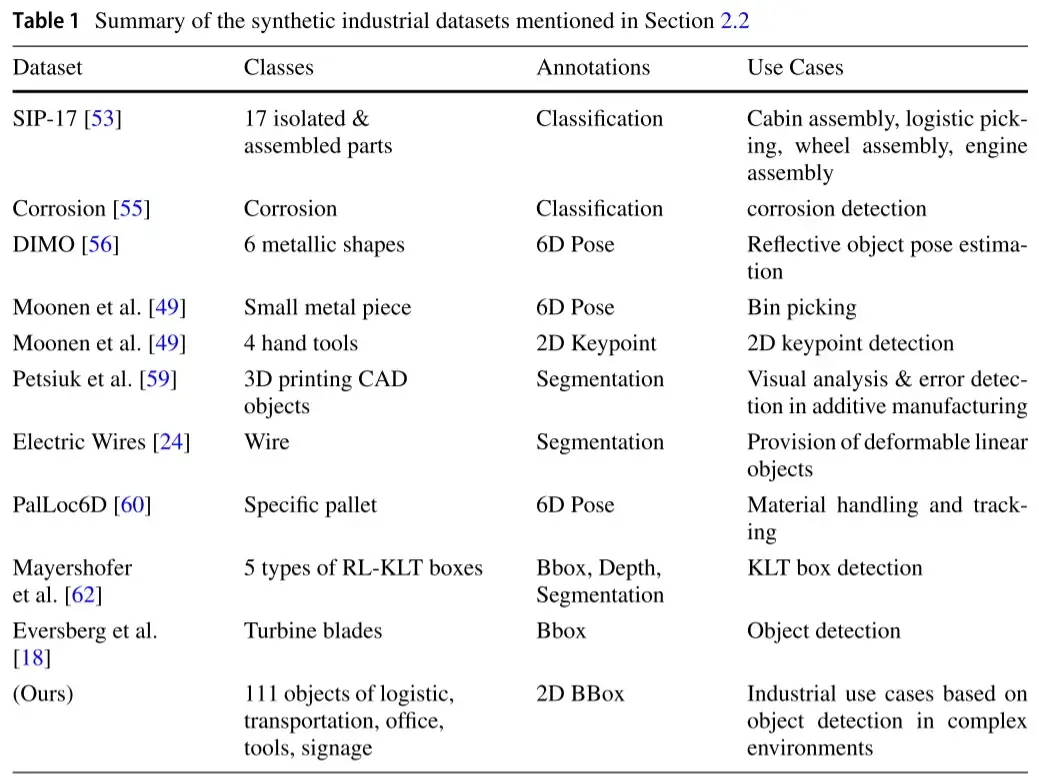 Table 1 Summary of the synthetic industrial datasets mentioned in Section 2.2
Dataset Classes Annotations Use Cases
SIP-17 [53] 17 isolated & Classification Cabin assembly, logistic pick-
assembled parts ing, wheel assembly, engine
assembly
Corrosion [55] Corrosion Classification corrosion detection
DIMO [56] 6 metallic shapes 6D Pose Reflective object pose estima-
tion
Moonen et al. [49] Small metal piece 6D Pose Bin picking
Moonen et al. [49] 4 hand tools 2D Keypoint 2D keypoint detection
Petsiuk et al. [59] 3D printing CAD Segmentation Visual analysis & error detec-
objects tion in additive manufacturing
Electric Wires [24] Wire Segmentation Provision of deformable linear
objects
PalLoc6D [60] Specific pallet 6D Pose Material handling and track-
ing
Mayershofer 5 types of RL-KLT boxes Bbox, Depth, KLT box detection
et al. [62] Segmentation
Eversberg et al. Turbine blades Bbox Object detection
[18]
(Ours) 111 objects of logistic, 2D BBox Industrial use cases based on
transportation, office, object detection in complex
tools, signage environments